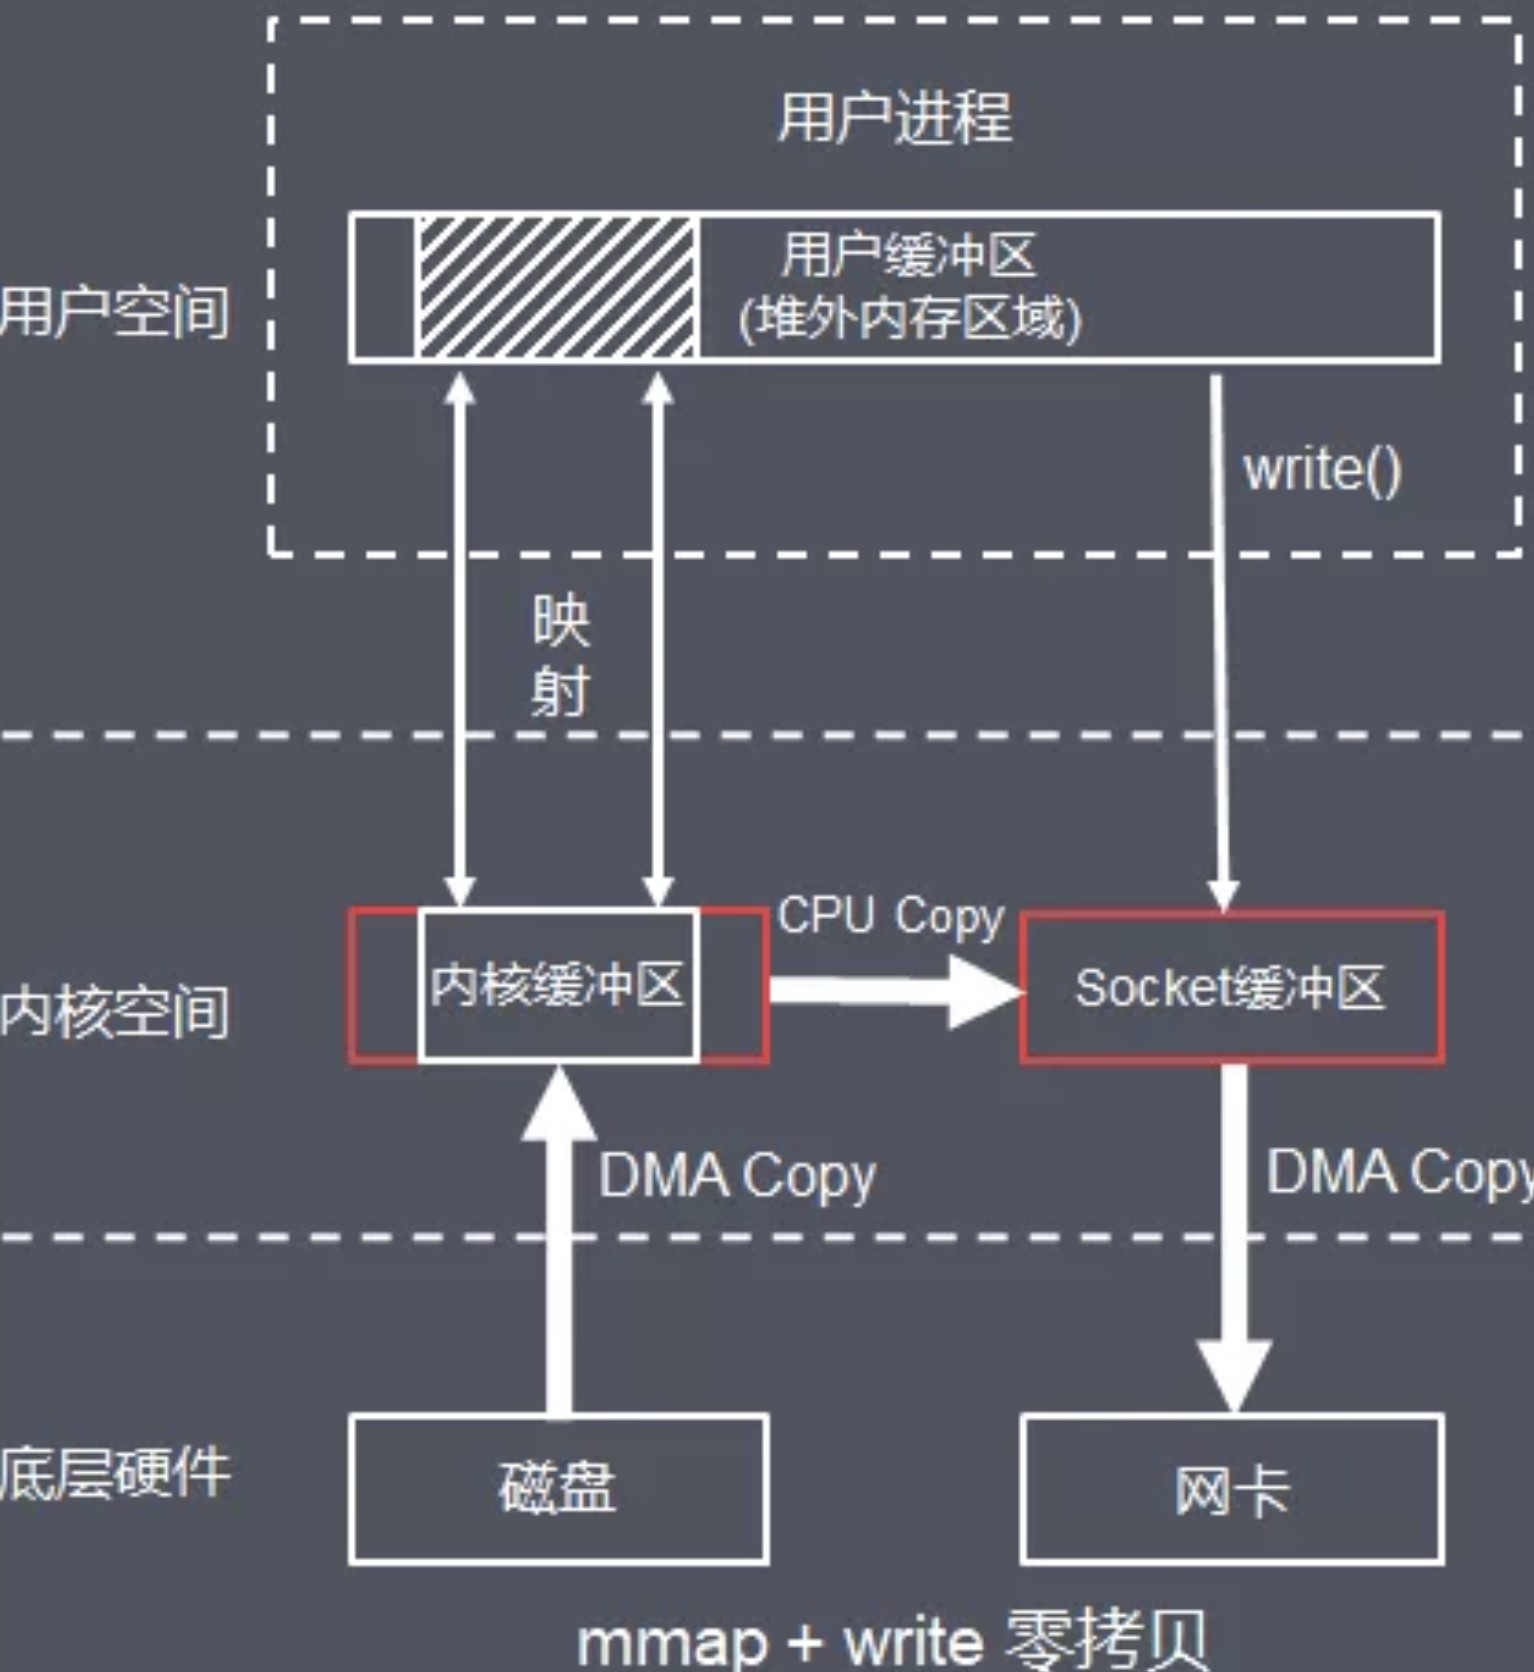 用户进程
用户缓冲区
(堆外内存区域)
用户空间
write()
映
射
CPU Copy
内核缓冲区
Socket缓冲区
内核空间
DMA Copy
DMA Copy
底层硬件
磁盘
网卡
mmap + write 零拷贝